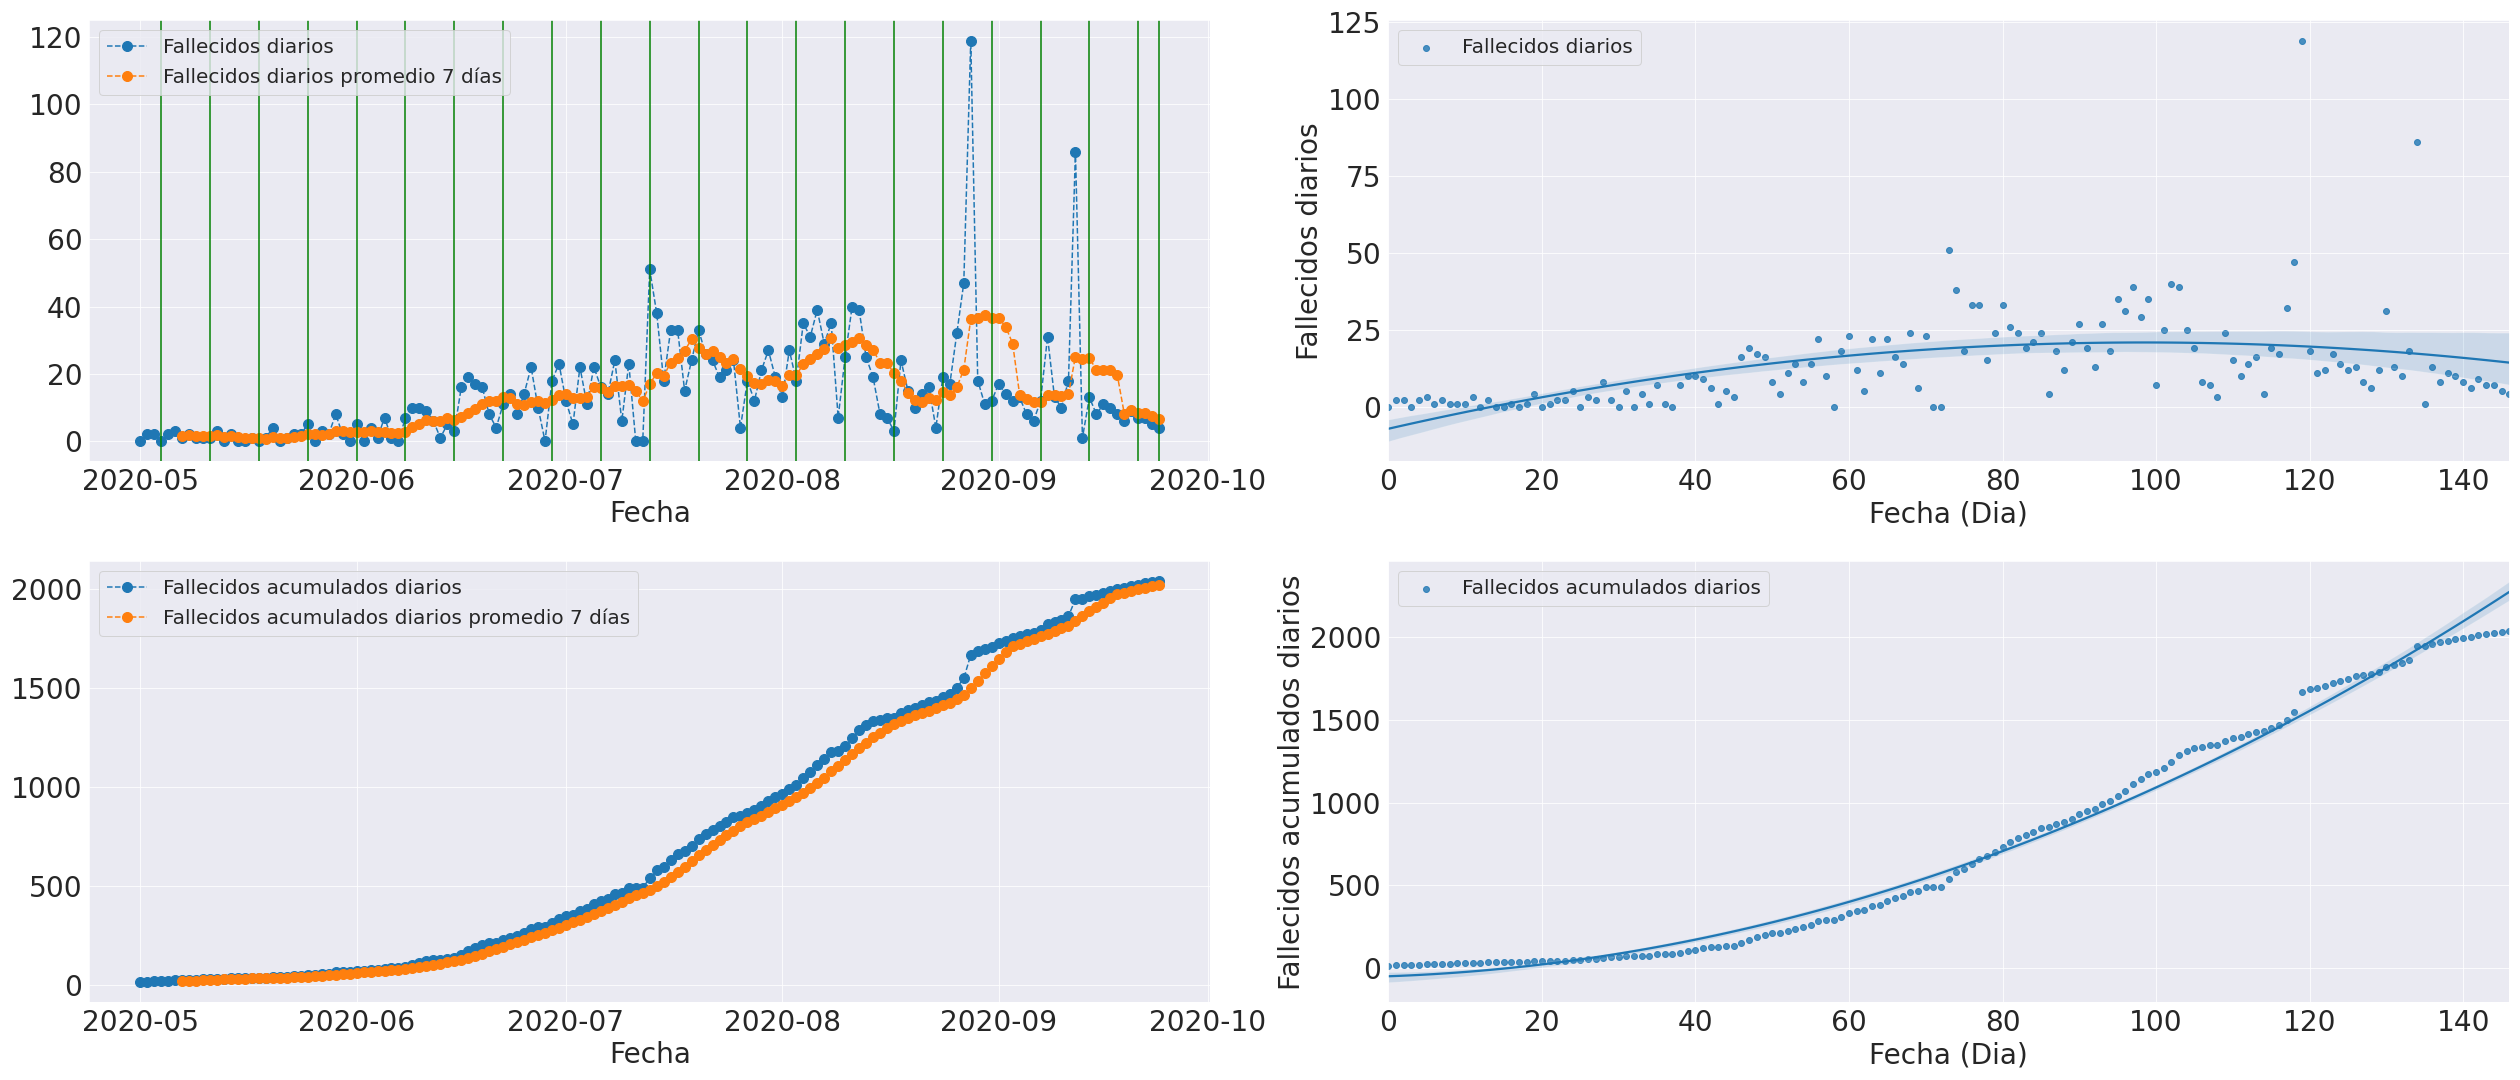 120
100
80
60
40
20
0
Fallecidos diarios
Fallecidos diarios promedio 7 días
2020-05 2020-06 2020-07 2020-08 2020-09 2020-10
Fecha
Fallecidos diarios
125
100
75
50
25
0
Fallecidos diarios
0 20 40 60 80 100 120 140
Fecha (Dia)
2000
1500
1000
500
0
Fallecidos acumulados diarios
Fallecidos acumulados diarios promedio 7 días
2020-05 2020-06 2020-07 2020-08 2020-09 2020-10
Fecha
Fallecidos acumulados diarios
2000
1500
1000
500
0
Fallecidos acumulados diarios
0 20 40 60 80 100 120 140
Fecha (Dia)